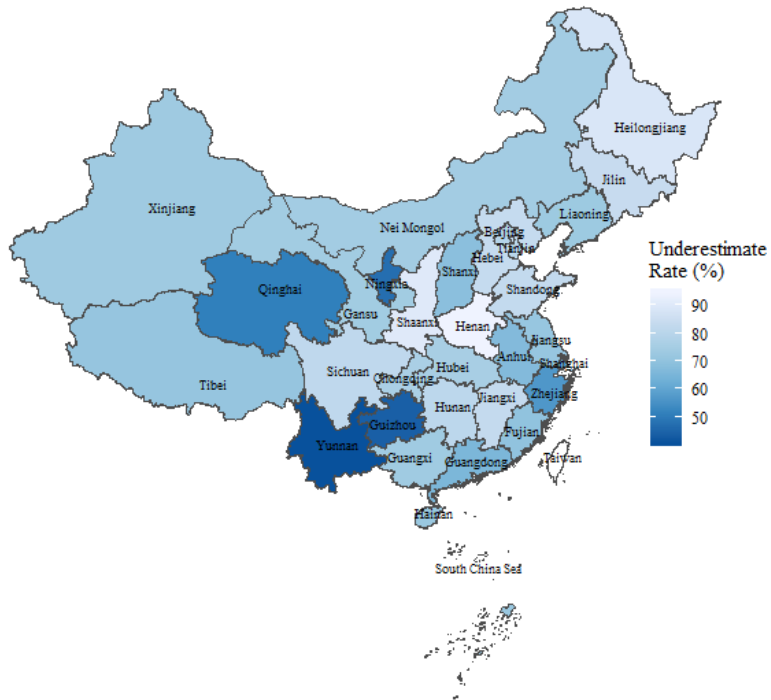 Heilongjiang
Jilin
Xinjiang
Liaoning
Nei Mongol
Beijing
Tianjin
Hebei
Shanxi
Qinghai
Ningxia
Shandong
Gansu
Shaanxi
Henan
Jiangsu
Anhui
Shanghai
Hubei
Sichuan
Chongqing
Tibei
Zhejiang
Jiangxi
Hunan
Guizhou
Yunnan
Fujian
Guangxi
Guangdong
Taiwan
Hainan
South China Sea
Underestimate
Rate (%)
90
80
70
60
50